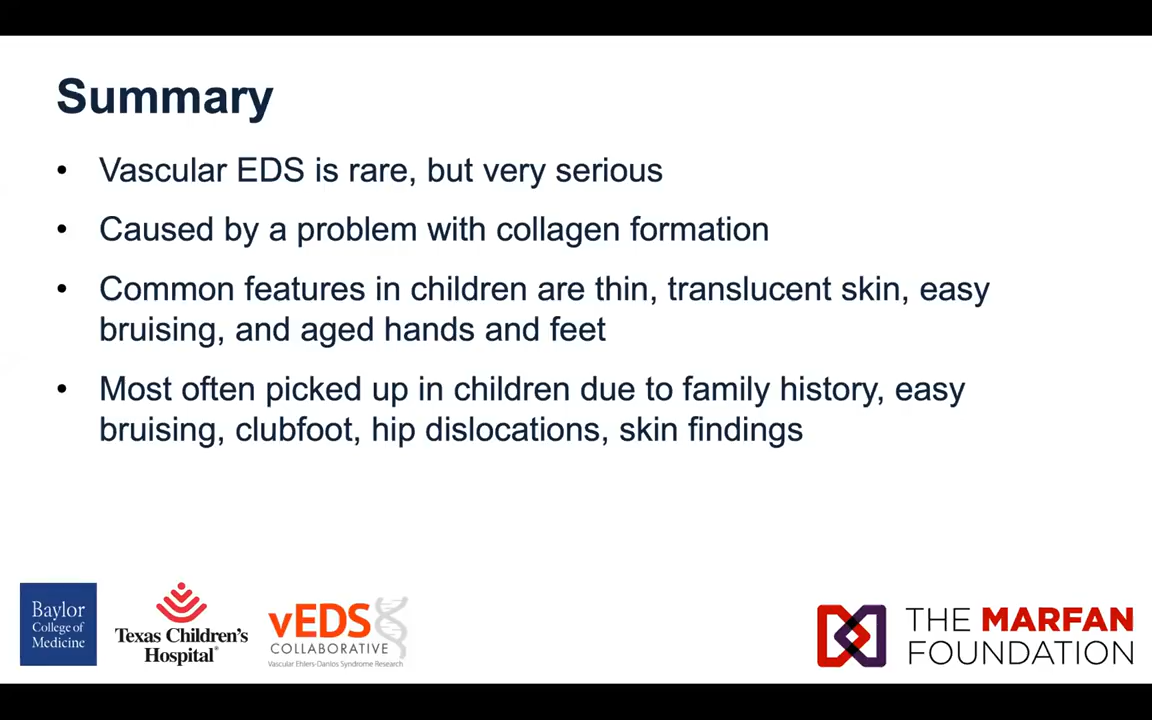 Summary
• Vascular EDS is rare, but very serious
• Caused by a problem with collagen formation
• Common features in children are thin, translucent skin, easy
bruising, and aged hands and feet
• Most often picked up in children due to family history, easy
bruising, clubfoot, hip dislocations, skin findings
Baylor
College of
Medicine
Texas Children's
Hospital®
vEDS
COLLABORATIVE
Vascular Ehlers-Danlos Syndrome Research
THE MARFAN
FOUNDATION